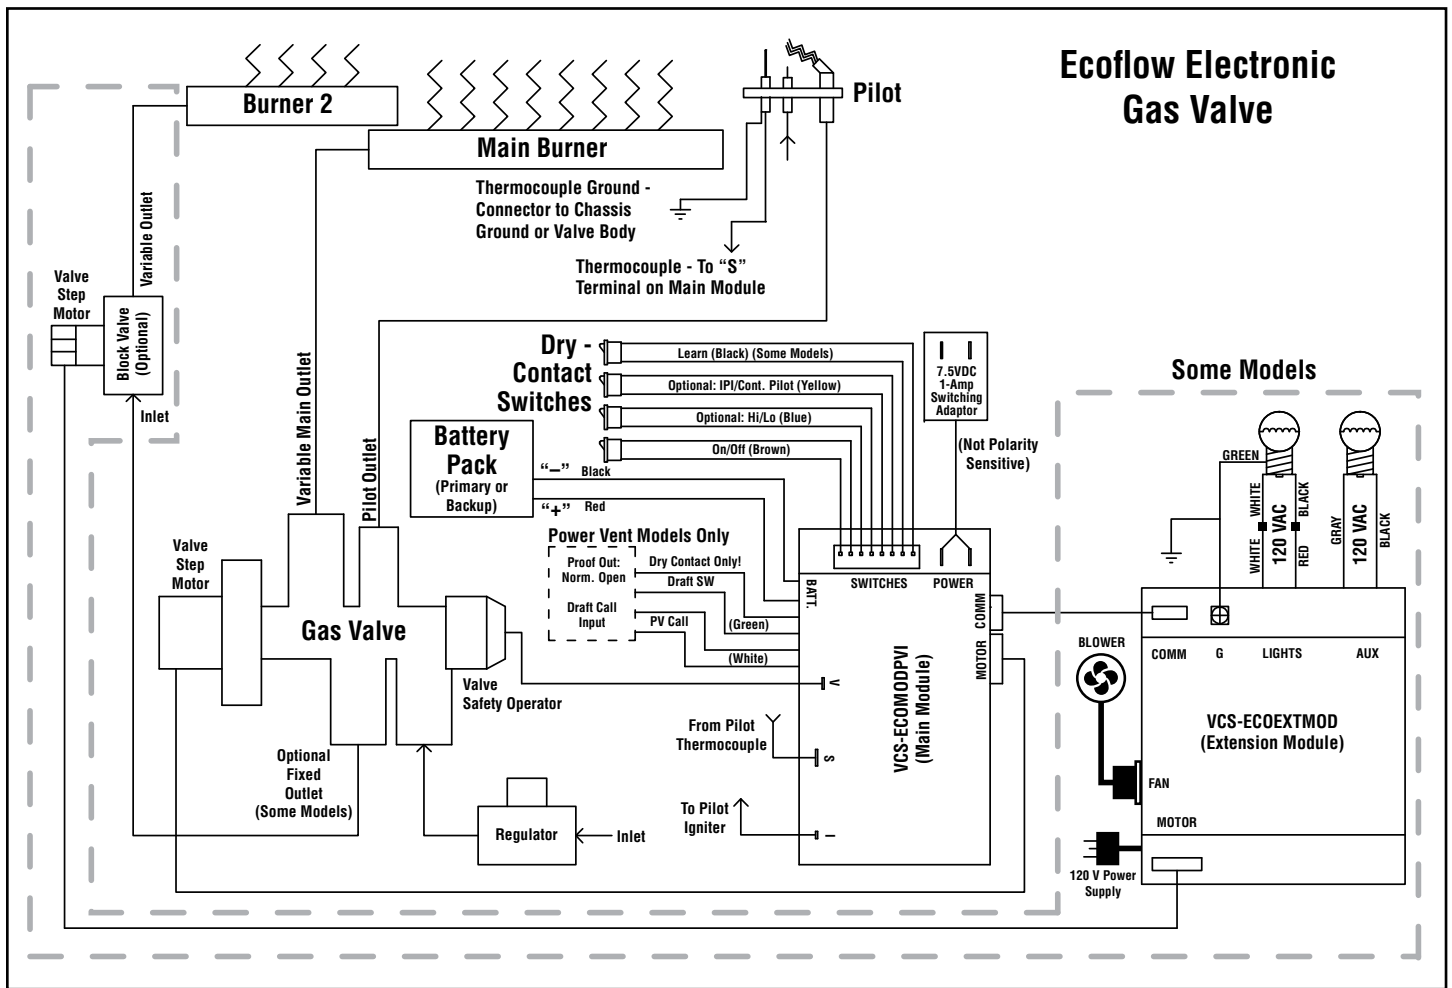 Ecoflow Electronic
Gas Valve
Burner 2
Main Burner
Pilot
Thermocouple Ground -
Connector to Chassis
Ground or Valve Body
Thermocouple - To “S”
Terminal on Main Module
Variable Outlet
Valve
Step
Motor
Block Valve
(Optional)
Inlet
Variable Main Outlet
Pilot Outlet
Dry -
Contact
Switches
Learn (Black) (Some Models)
Optional: IPI/Cont. Pilot (Yellow)
Optional: Hi/Lo (Blue)
On/Off (Brown)
7.5VDC
1-Amp
Switching
Adaptor
(Not Polarity
Sensitive)
Some Models
Battery
Pack
(Primary or
Backup)
“–”
Black
“+”
Red
Power Vent Models Only
Proof Out:
Norm. Open
Draft Call
Input
Dry Contact Only!
Draft SW
(Green)
PV Call
(White)
BATT.
SWITCHES
POWER
COMM
MOTOR
V
S
I
VCS-ECOMODPVI
(Main Module)
Valve
Step
Motor
Gas Valve
Valve
Safety Operator
Optional
Fixed
Outlet
(Some Models)
Regulator
Inlet
From Pilot
Thermocouple
To Pilot
Igniter
GREEN
WHITE
WHITE
120 VAC
BLACK
RED
GRAY
120 VAC
BLACK
COMM
G
LIGHTS
AUX
BLOWER
VCS-ECOEXTMOD
(Extension Module)
FAN
MOTOR
120 V Power
Supply